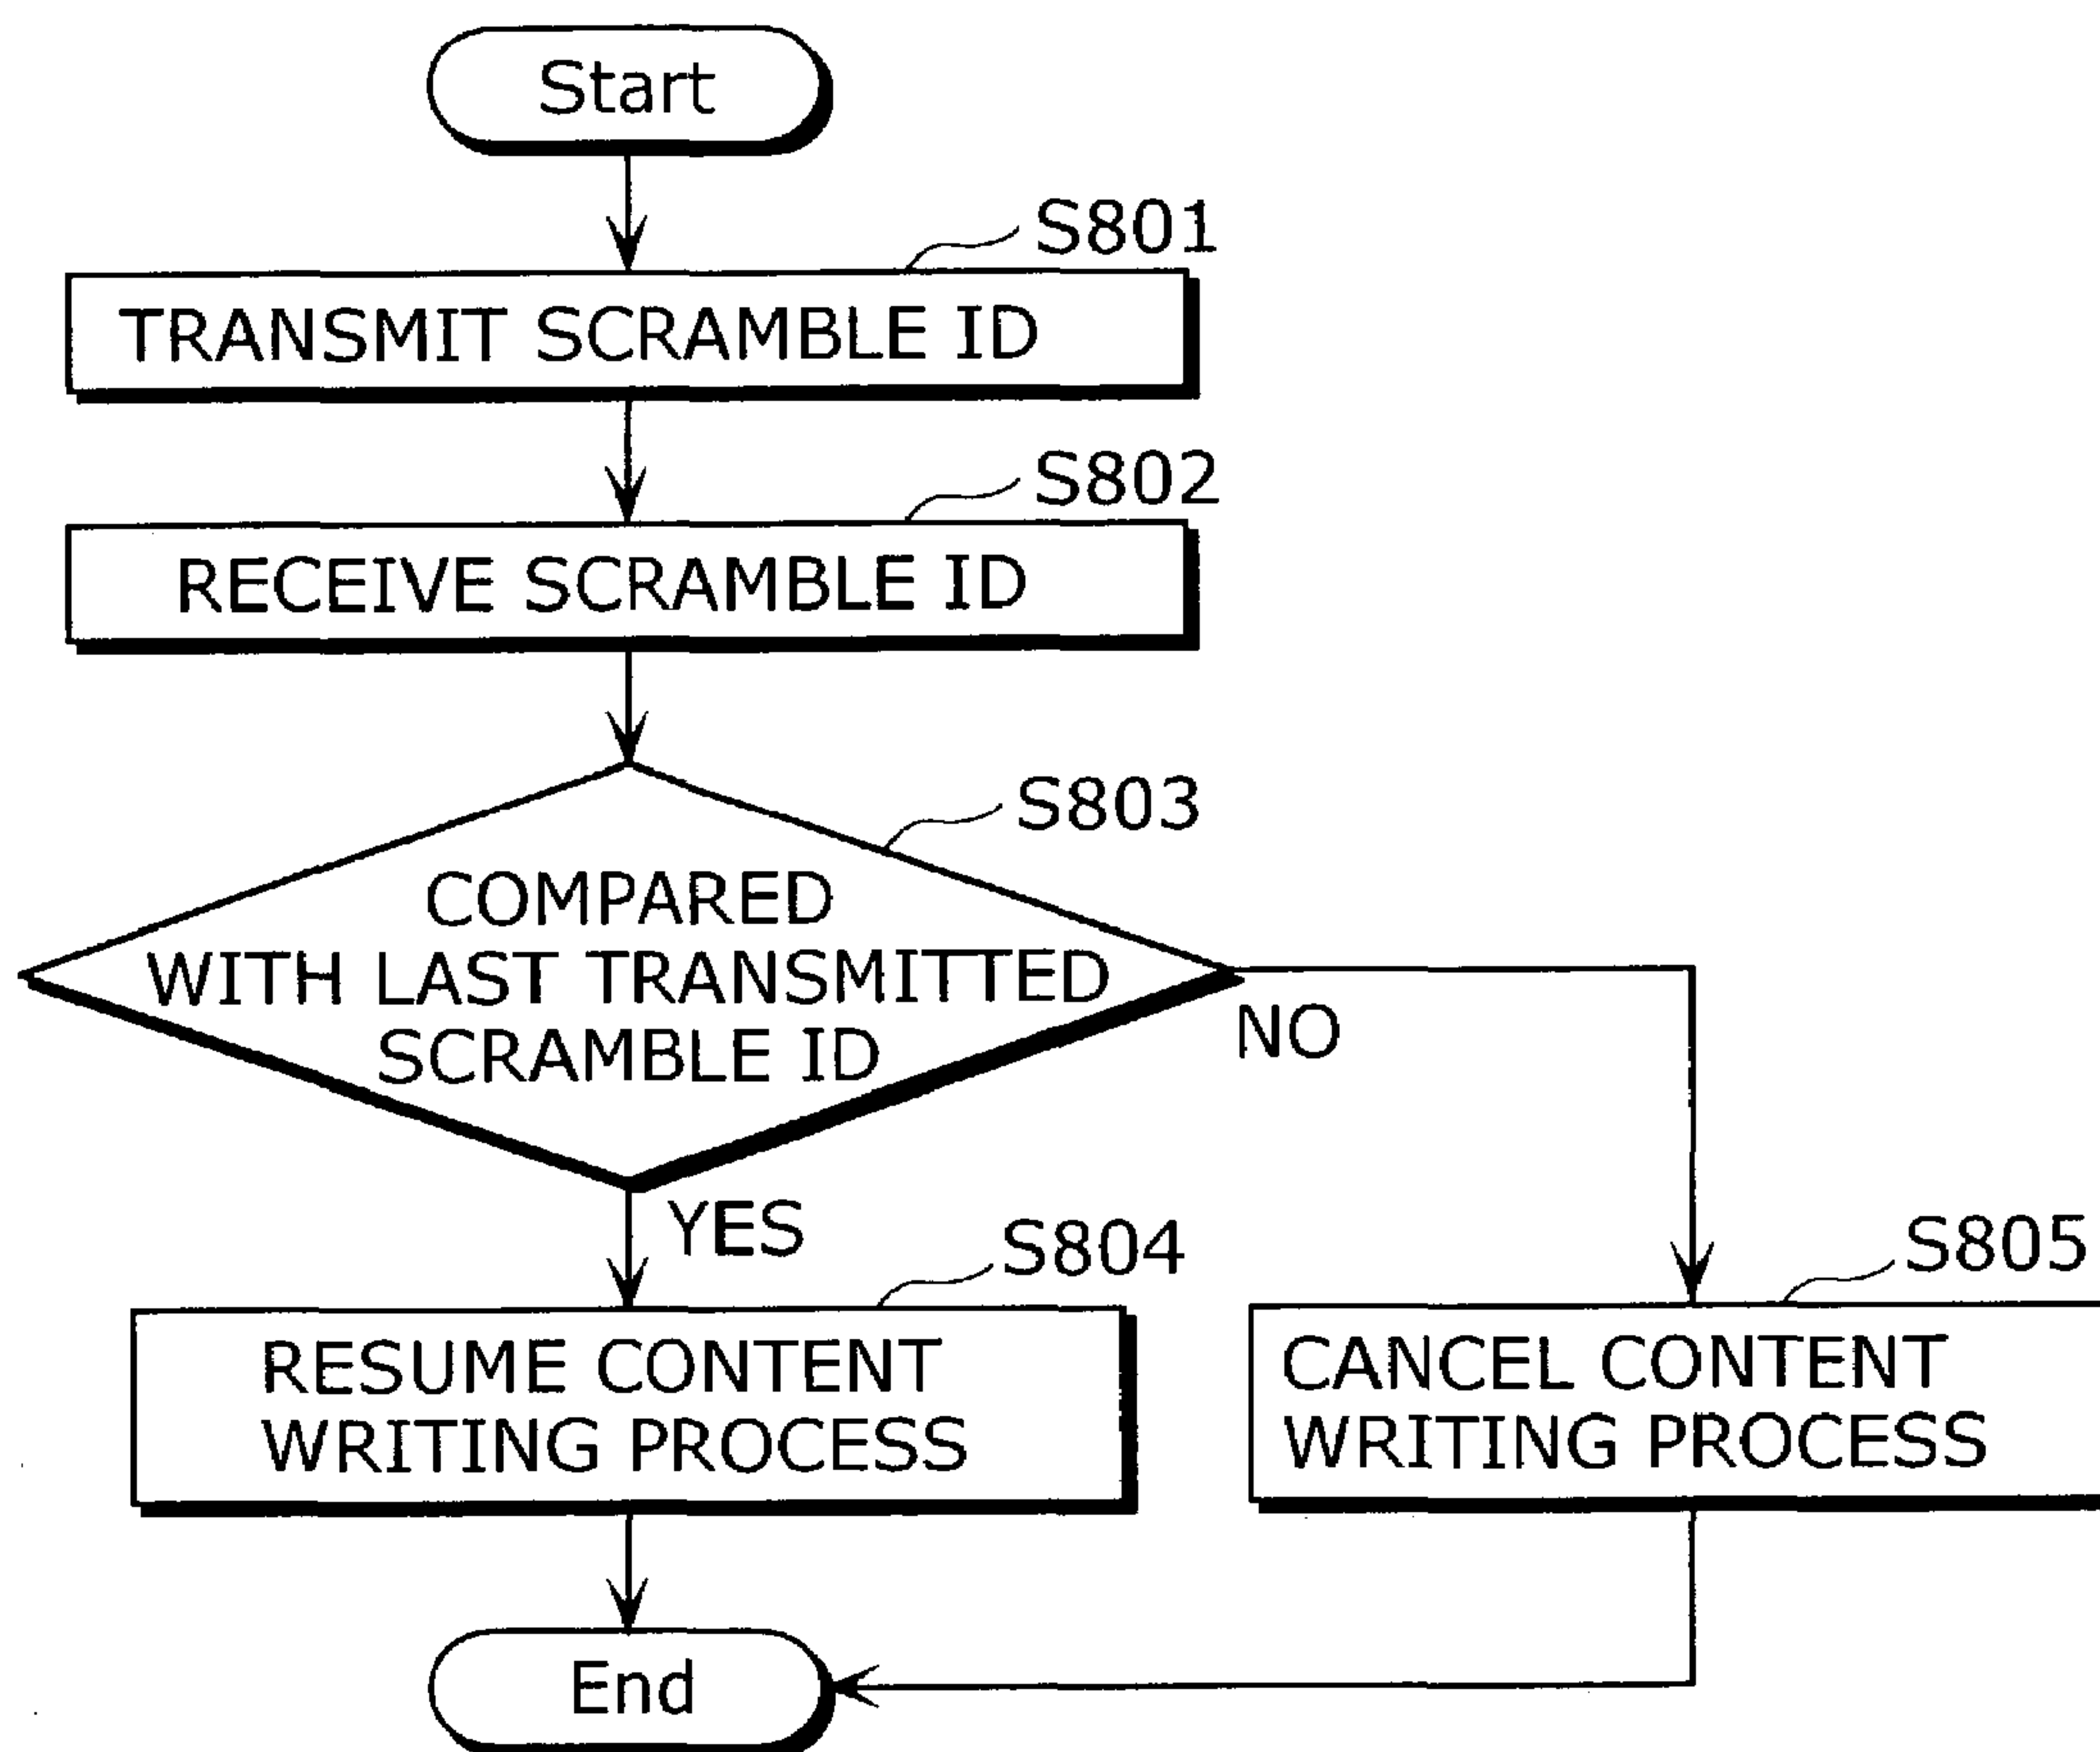 Start
S801
TRANSMIT SCRAMBLE ID
S802
RECEIVE SCRAMBLE ID
S803
COMPARED
WITH LAST TRANSMITTED
SCRAMBLE ID
NO
YES
S804
RESUME CONTENT
WRITING PROCESS
S805
CANCEL CONTENT
WRITING PROCESS
End